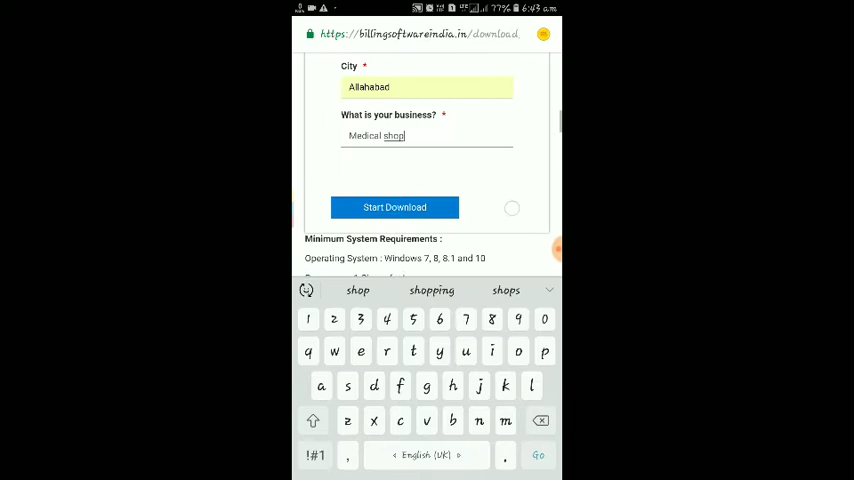 77% 6:43 am
https://billingsoftwareindia.in/download
City *
Allahabad
What is your business? *
Medical shop
Start Download
Minimum System Requirements :
Operating System : Windows 7, 8, 8.1 and 10
shop shopping shops
1 2 3 4 5 6 7 8 9 0
q w e r t y u i o p
a s d f g h j k l
z x c v b n m
!#1 , < English (UK) > . Go